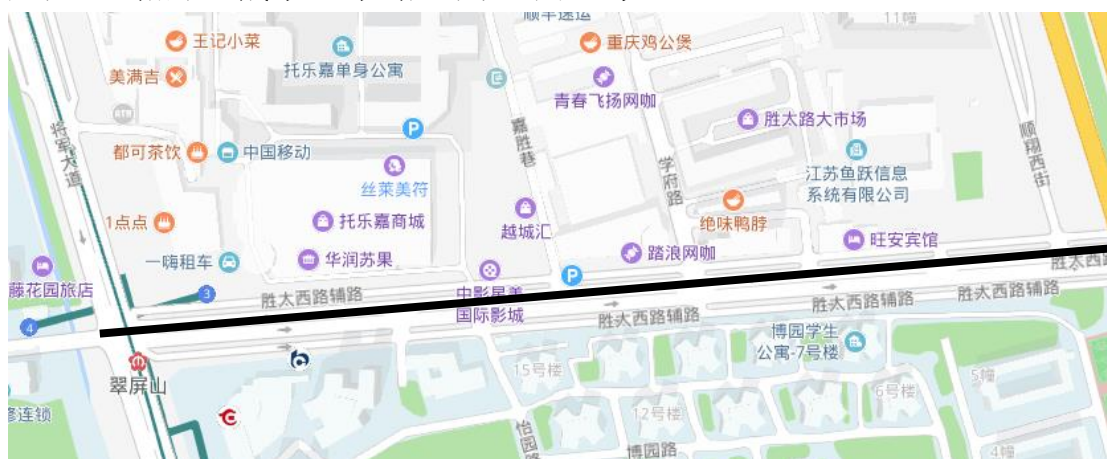 顺丰速运
11幢
王记小菜
重庆鸡公煲
托乐嘉单身公寓
美满吉
青春飞扬网咖
ATM
P
胜太路大市场
将军大道
嘉胜巷
顺翔西街
都可茶饮
中国移动
学府路
江苏鱼跃信息
系统有限公司
丝莱美符
1点点
托乐嘉商城
越城汇
绝味鸭脖
旺安宾馆
一嗨租车
华润苏果
踏浪网咖
藤花园旅店
中影星美
国际影城
P
3
胜太西路辅路
胜太西路辅路
胜太西路辅路
胜太西路辅路
4
博园学生
公寓-7号楼
翠屏山
15号楼
6号楼
5幢
修连锁
12号楼
怡园路
博园路
4幢